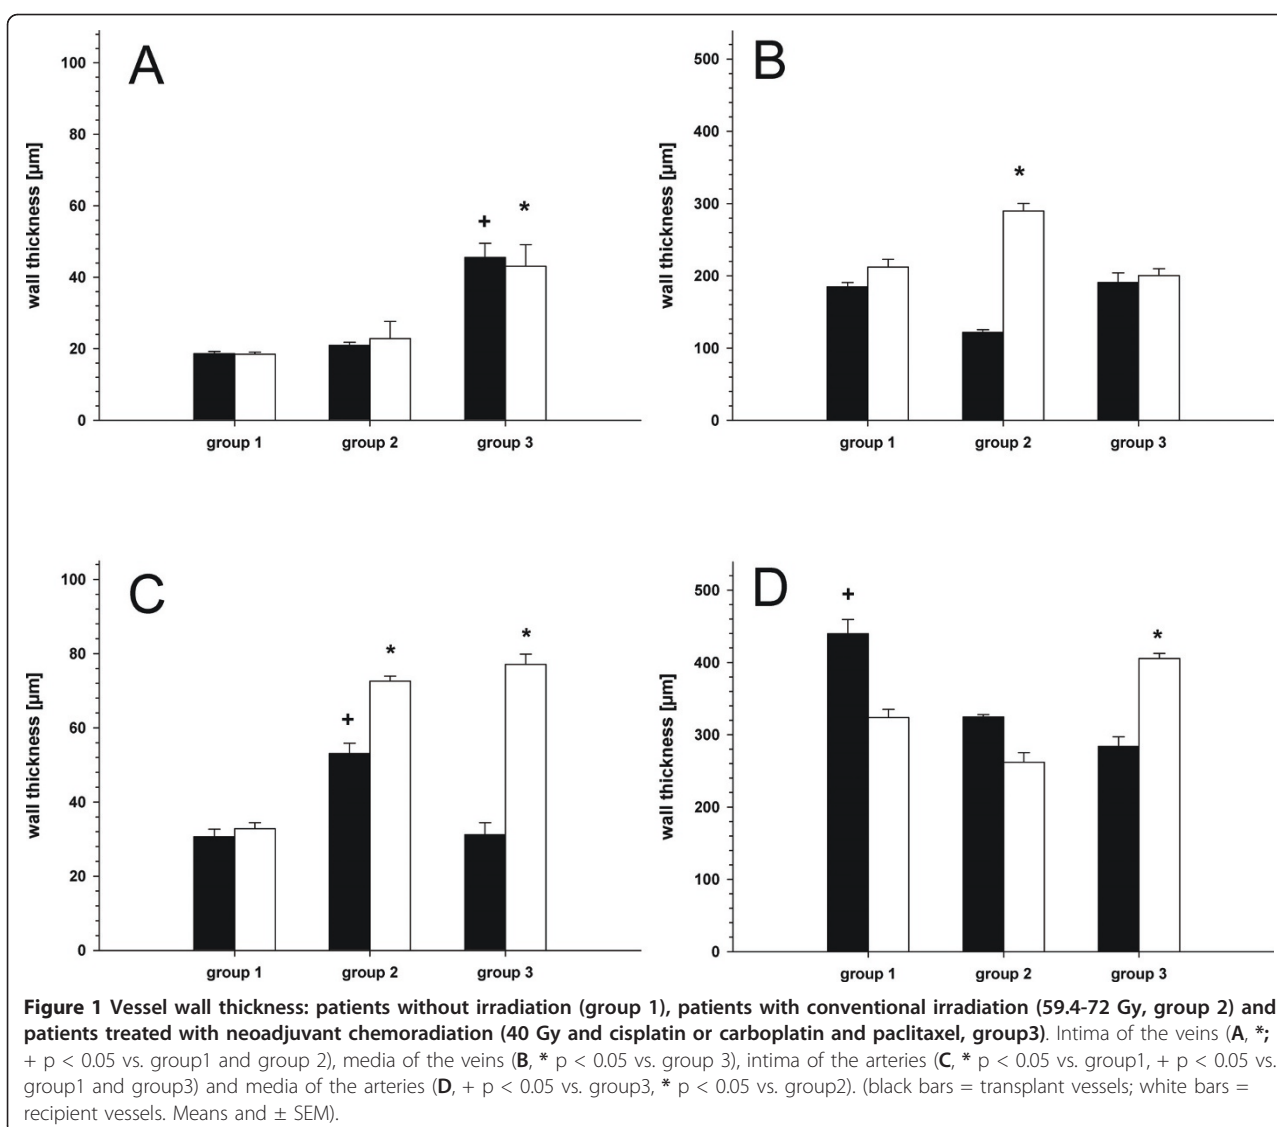 A
wall thickness [µm]
100
80
60
40
20
0
+
*
group 1
group 2
group 3
B
wall thickness [µm]
500
400
300
200
100
0
*
group 1
group 2
group 3
C
wall thickness [µm]
100
80
60
40
20
0
+
*
*
group 1
group 2
group 3
D
wall thickness [µm]
500
400
300
200
100
0
+
*
group 1
group 2
group 3
Figure 1 Vessel wall thickness: patients without irradiation (group 1), patients with conventional irradiation (59.4-72 Gy, group 2) and
patients treated with neoadjuvant chemoradiation (40 Gy and cisplatin or carboplatin and paclitaxel, group3). Intima of the veins (A, *;
+ p < 0.05 vs. group1 and group 2), media of the veins (B, * p < 0.05 vs. group 3), intima of the arteries (C, * p < 0.05 vs. group1, + p < 0.05 vs.
group1 and group3) and media of the arteries (D, + p < 0.05 vs. group3, * p < 0.05 vs. group2). (black bars = transplant vessels; white bars =
recipient vessels. Means and ± SEM).